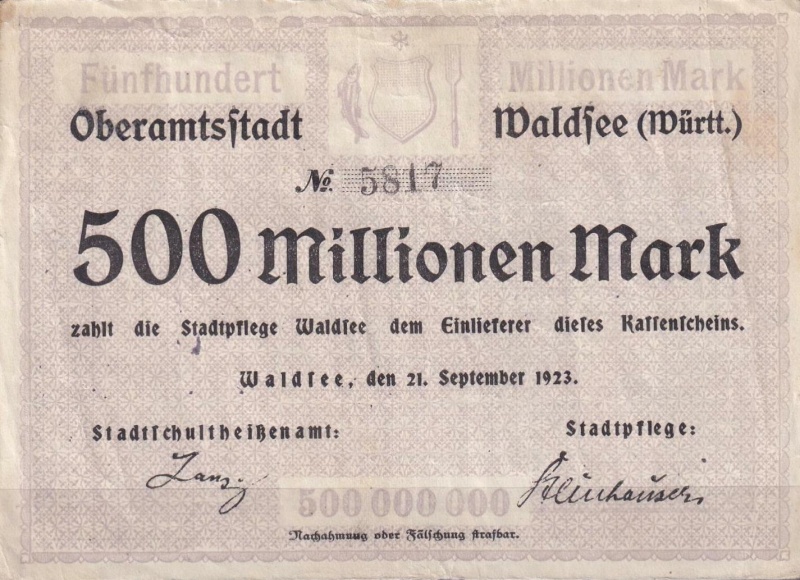 Fünfhundert Millionen Mark
Oberamtsstadt Waldsee (Württ.)
No. 5817
500 Millionen Mark
zahlt die Stadtpflege Waldsee dem Einlieferer dieses Kassenscheins.
Waldsee, den 21. September 1923.
Stadtschultheißenamt: Stadtpflege:
500 000 000
Nachahmung oder Fälschung strafbar.